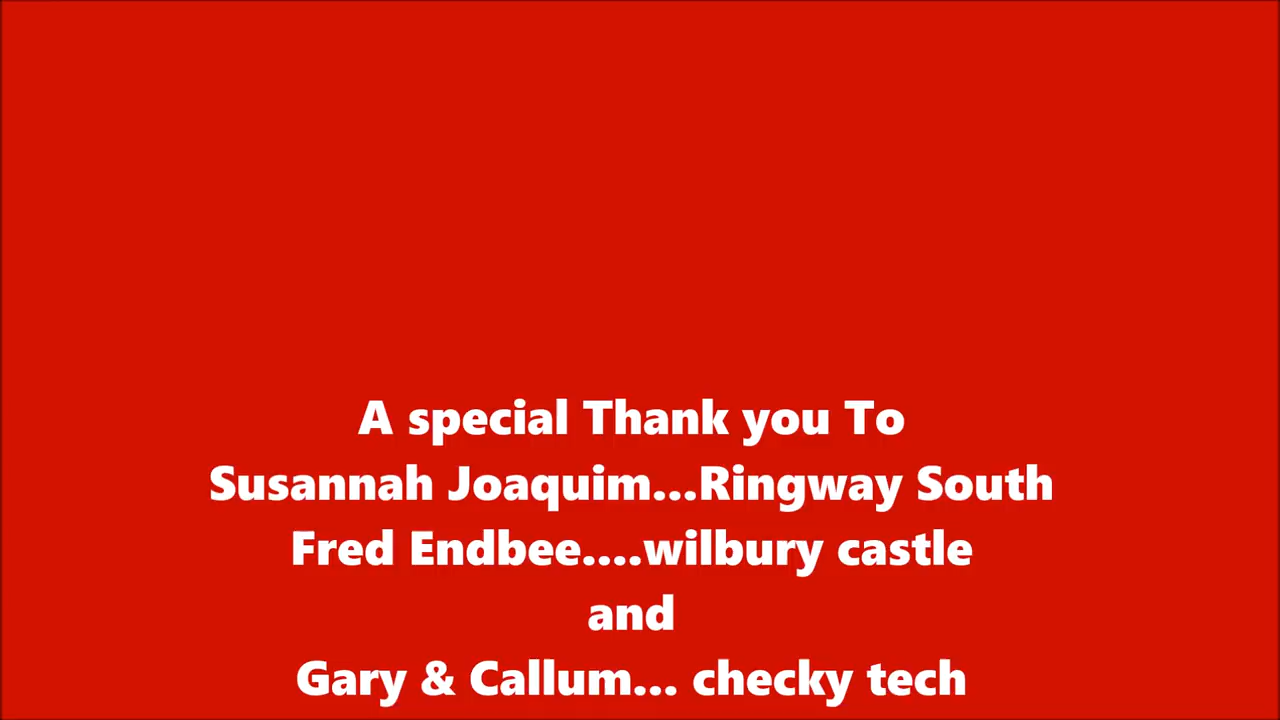 A special Thank you To
Susannah Joaquim...Ringway South
Fred Endbee....wilbury castle
and
Gary & Callum... checky tech